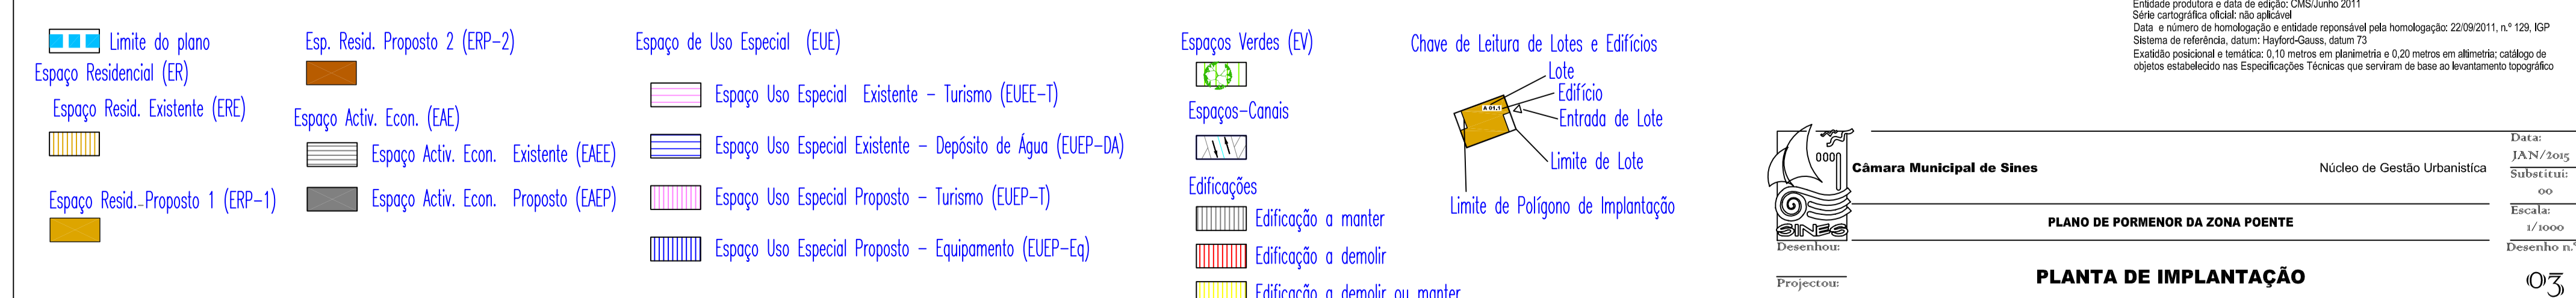 Limite do plano
Espaço Residencial (ER)
Espaço Resid. Existente (ERE)
Espaço Resid. Proposto 1 (ERP-1)
Esp. Resid. Proposto 2 (ERP-2)
Espaço Activ. Econ. (EAE)
Espaço Activ. Econ. Existente (EAEE)
Espaço Activ. Econ. Proposto (EAEP)
Espaço de Uso Especial (EUE)
Espaço Uso Especial Existente - Turismo (EUEE-T)
Espaço Uso Especial Existente - Depósito de Água (EUEP-DA)
Espaço Uso Especial Proposto - Turismo (EUEP-T)
Espaço Uso Especial Proposto - Equipamento (EUEP-Eq)
Espaços Verdes (EV)
Espaços-Canais
Edificações
Edificação a manter
Edificação a demolir
Edificação a demolir ou manter
Chave de Leitura de Lotes e Edifícios
Lote
Edifício
A 01.1
Entrada de Lote
Limite de Lote
Limite de Polígono de Implantação
Entidade produtora e data de edição: CMS/Junho 2011
Série cartográfica oficial: não aplicável
Data e número de homologação e entidade reponsável pela homologação: 22/09/2011, n.º 129, IGP
Sistema de referência, datum: Hayford-Gauss, datum 73
Exatidão posicional e temática: 0,10 metros em planimetria e 0,20 metros em altimetria; catálogo de
objetos estabelecido nas Especificações Técnicas que serviram de base ao levantamento topográfico
SINES
Câmara Municipal de Sines
Núcleo de Gestão Urbanistíca
Data:
JAN/2015
Substitui:
00
PLANO DE PORMENOR DA ZONA POENTE
Escala:
1/1000
Desenhou:
Desenho n.º
Projectou:
PLANTA DE IMPLANTAÇÃO
03